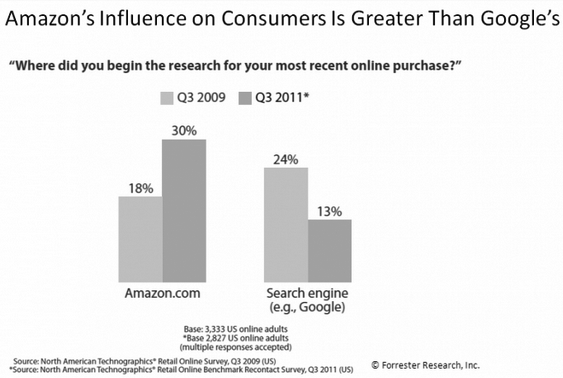 Amazon's Influence on Consumers Is Greater Than Google's
“Where did you begin the research for your most recent online purchase?”
Q3 2009 Q3 2011*
30%
24%
18%
13%
Amazon.com Search engine
(e.g., Google)
Base: 3,333 US online adults
*Base 2,827 US online adults
(multiple responses accepted)
Source: North American Technographics® Retail Online Survey, Q3 2009 (US)
*Source: North American Technographics® Retail Online Benchmark Recontact Survey, Q3 2011 (US)
© Forrester Research, Inc.